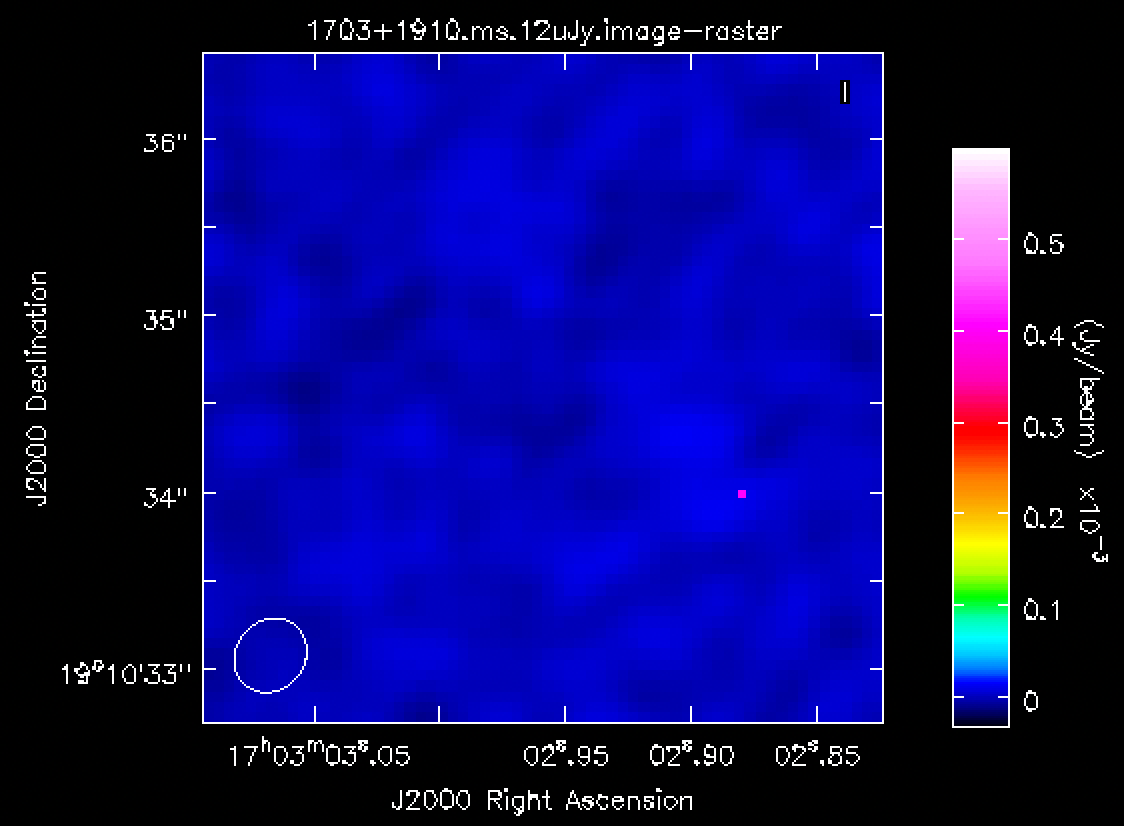 1703+1910.ms.12uJy.image-raster
I
36"
35"
34"
19°10'33"
J2000 Declination
17ʰ03ᵐ03ˢ.05 02ˢ.95 02ˢ.90 02ˢ.85
J2000 Right Ascension
0.5
0.4
0.3
0.2
0.1
0
(Jy/beam) x10⁻³